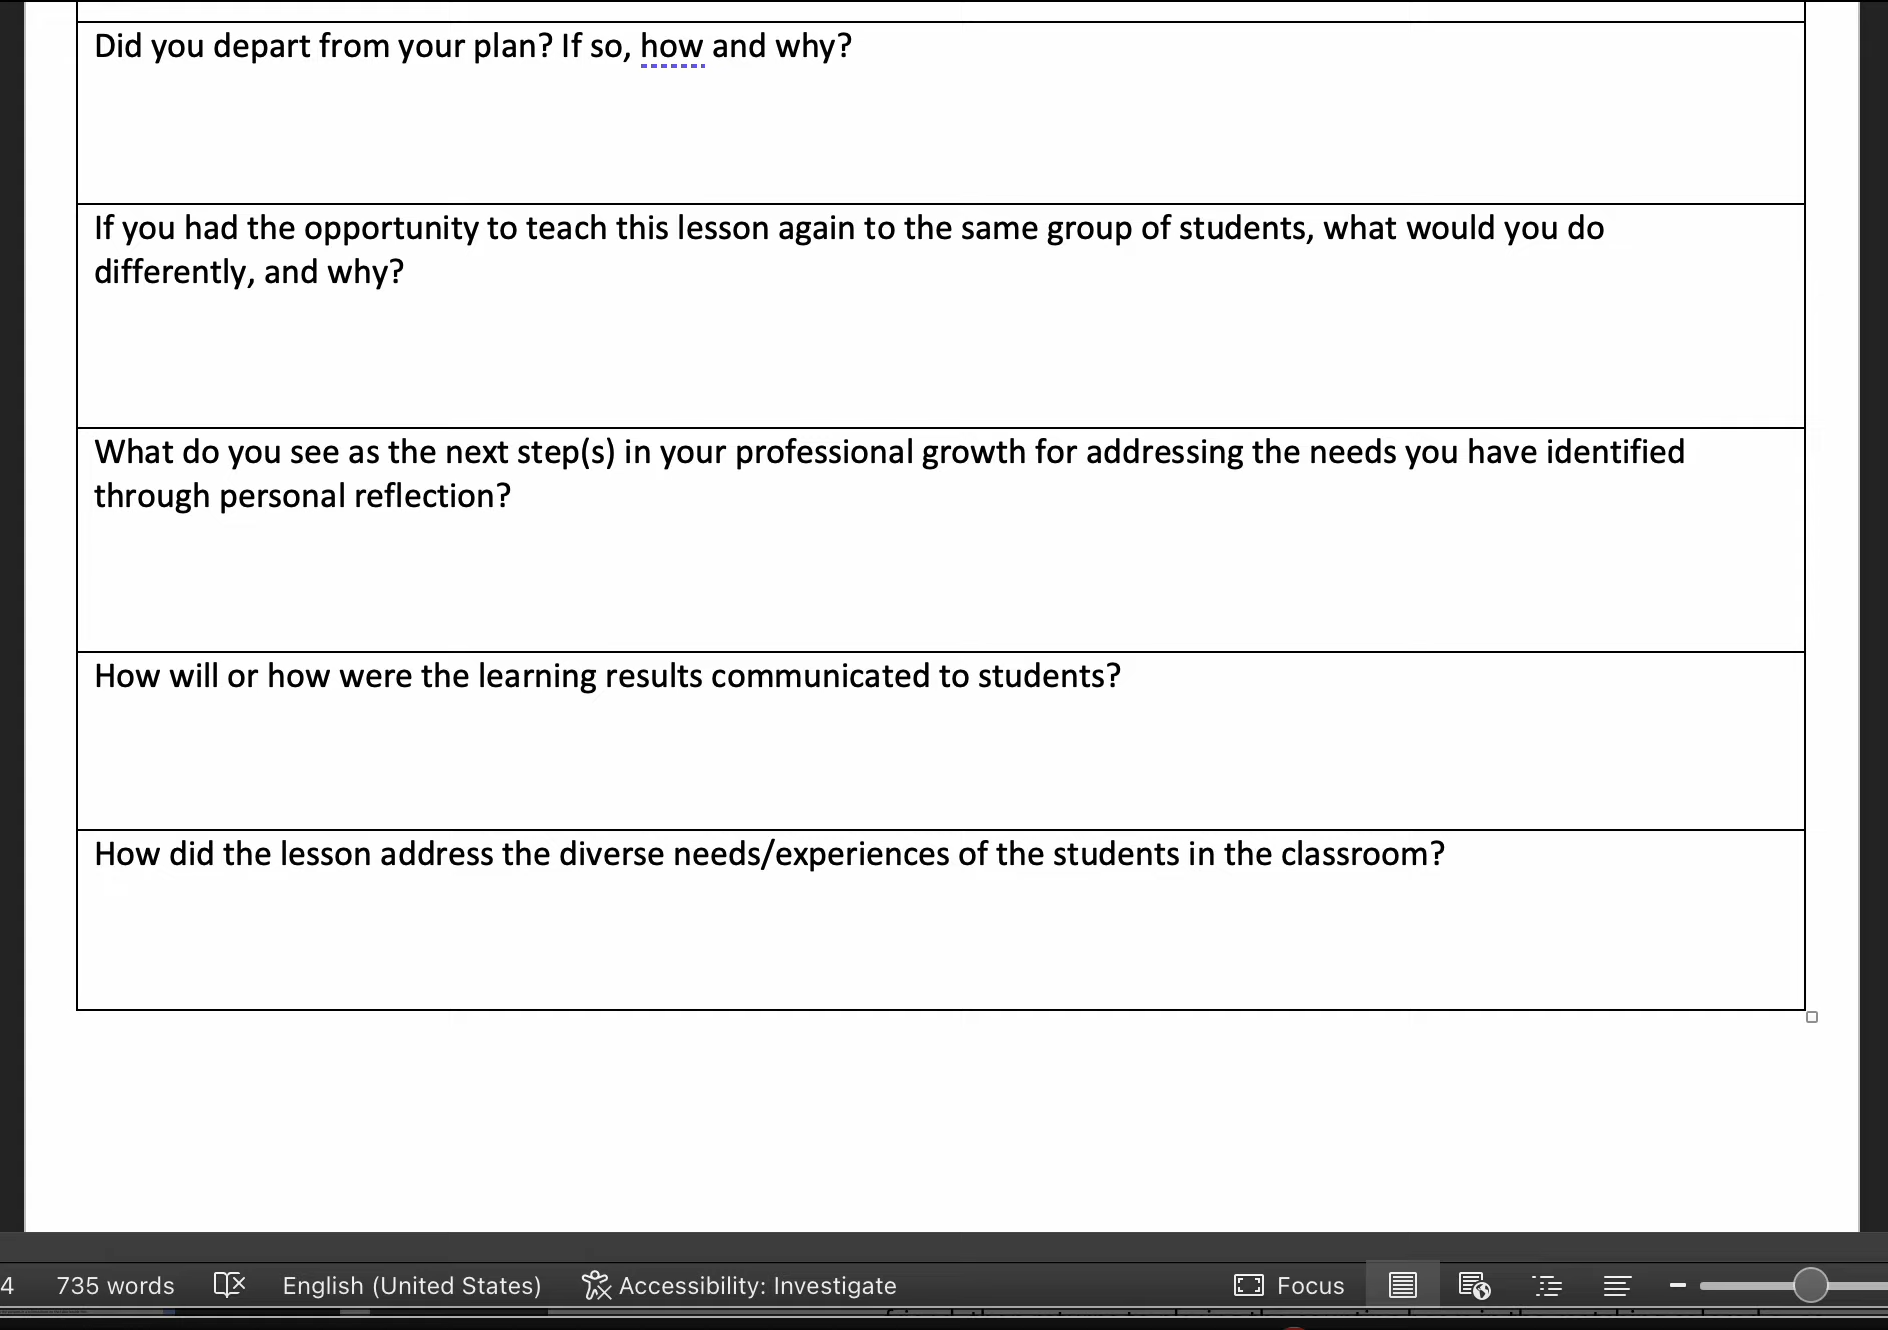 Did you depart from your plan? If so, how and why?
If you had the opportunity to teach this lesson again to the same group of students, what would you do
differently, and why?
What do you see as the next step(s) in your professional growth for addressing the needs you have identified
through personal reflection?
How will or how were the learning results communicated to students?
How did the lesson address the diverse needs/experiences of the students in the classroom?
4 735 words English (United States) Accessibility: Investigate Focus